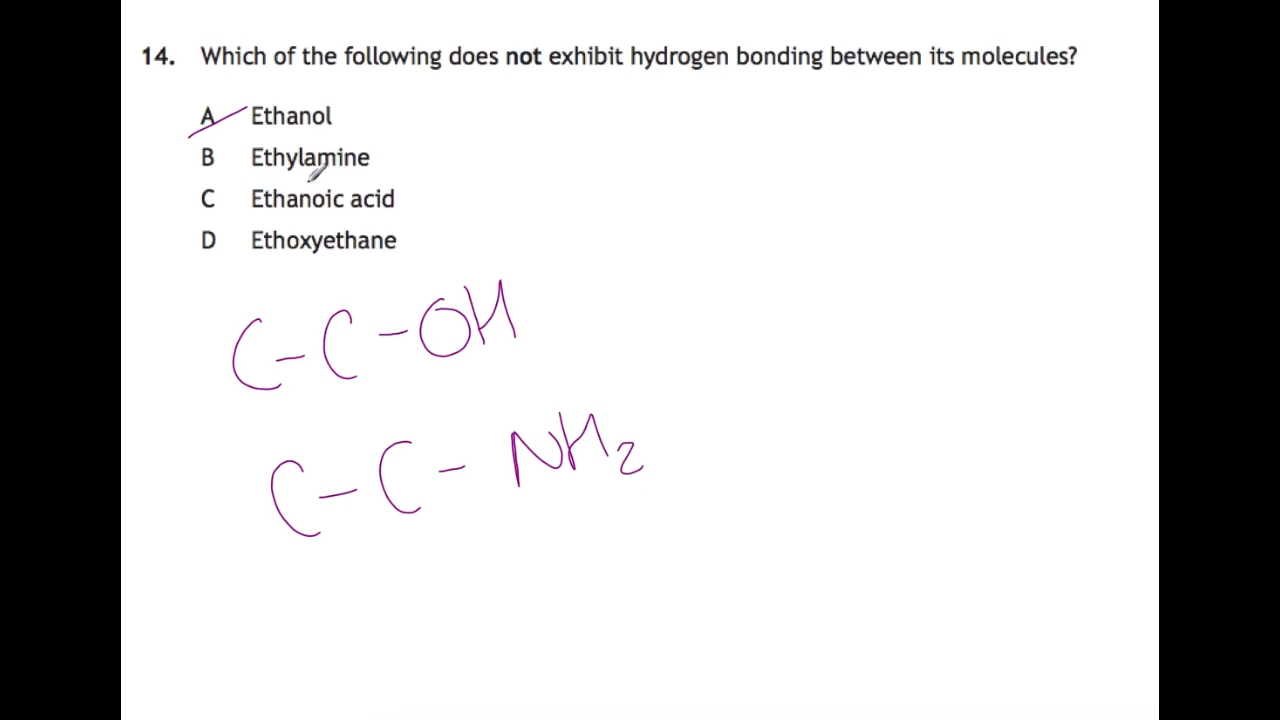 14. Which of the following does not exhibit hydrogen bonding between its molecules?
A Ethanol
B Ethylamine
C Ethanoic acid
D Ethoxyethane
C-C-OH
C-C-NH₂